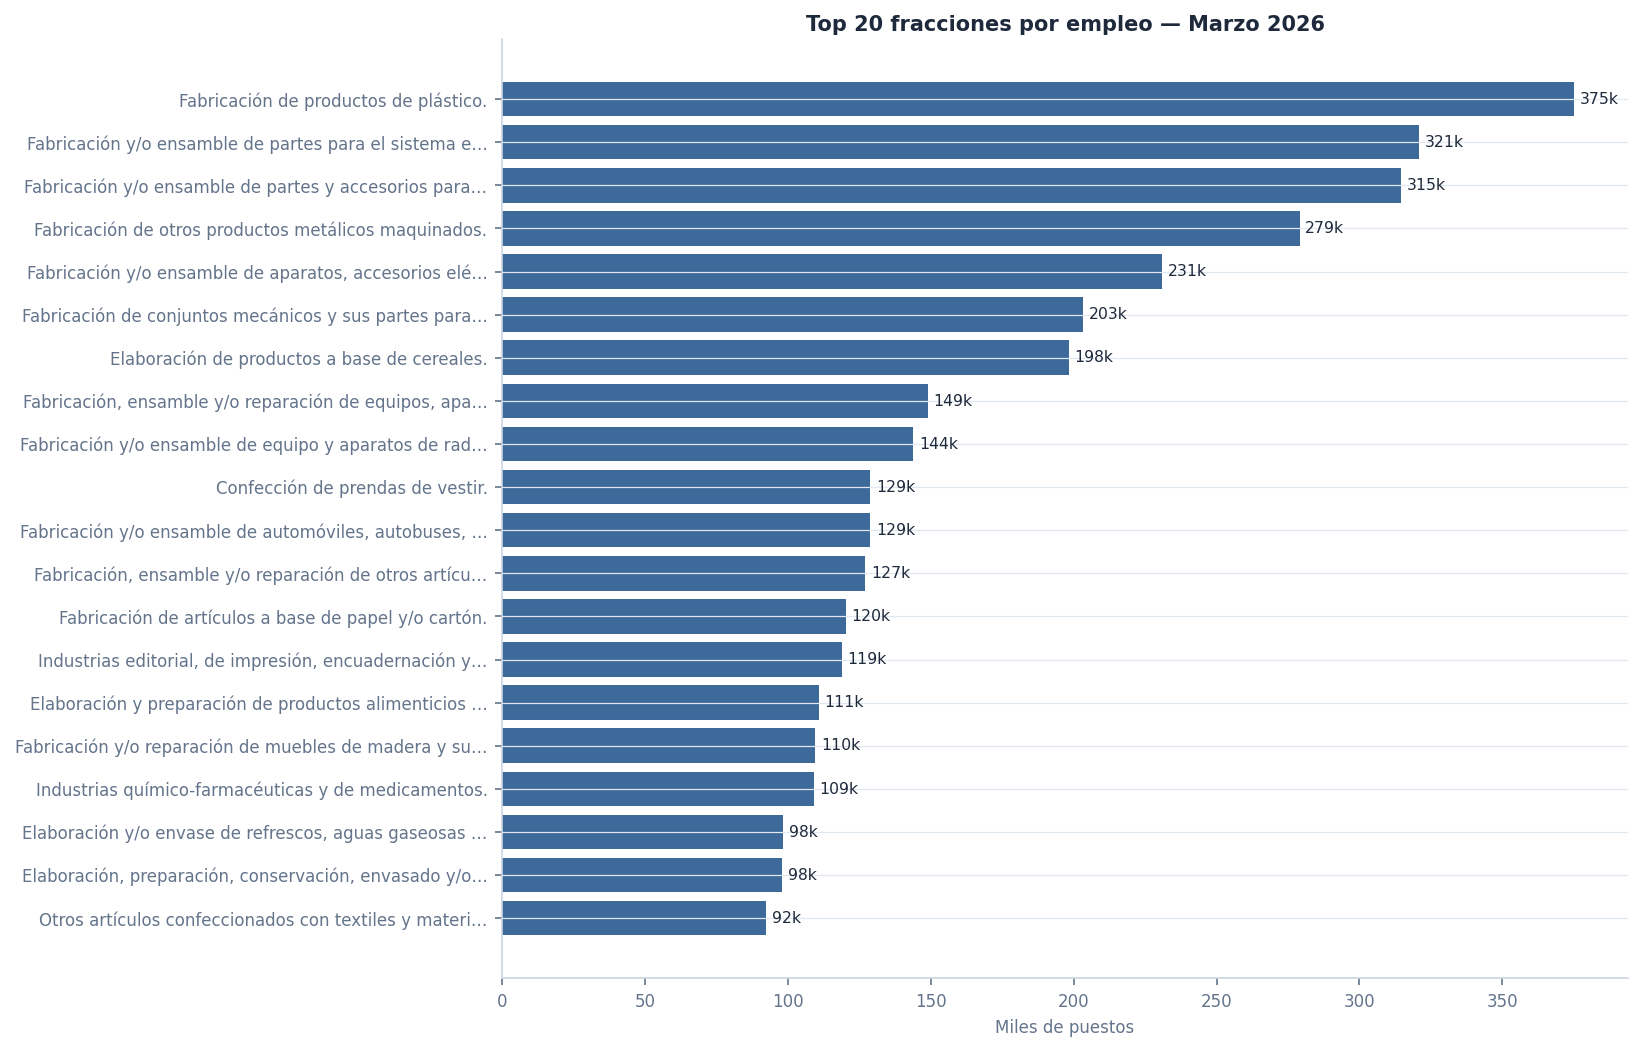 Top 20 fracciones por empleo — Marzo 2026
Fabricación de productos de plástico. 375k
Fabricación y/o ensamble de partes para el sistema e… 321k
Fabricación y/o ensamble de partes y accesorios para… 315k
Fabricación de otros productos metálicos maquinados. 279k
Fabricación y/o ensamble de aparatos, accesorios elé… 231k
Fabricación de conjuntos mecánicos y sus partes para… 203k
Elaboración de productos a base de cereales. 198k
Fabricación, ensamble y/o reparación de equipos, apa… 149k
Fabricación y/o ensamble de equipo y aparatos de rad… 144k
Confección de prendas de vestir. 129k
Fabricación y/o ensamble de automóviles, autobuses, … 129k
Fabricación, ensamble y/o reparación de otros artícu… 127k
Fabricación de artículos a base de papel y/o cartón. 120k
Industrias editorial, de impresión, encuadernación y… 119k
Elaboración y preparación de productos alimenticios … 111k
Fabricación y/o reparación de muebles de madera y su… 110k
Industrias químico-farmacéuticas y de medicamentos. 109k
Elaboración y/o envase de refrescos, aguas gaseosas … 98k
Elaboración, preparación, conservación, envasado y/o… 98k
Otros artículos confeccionados con textiles y materi… 92k
0 50 100 150 200 250 300 350
Miles de puestos